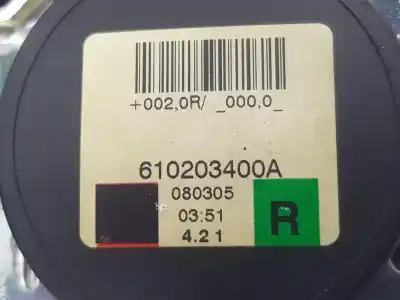 +002,0R/ _000,0_
610203400A
080305
03:51
4.2 1
R